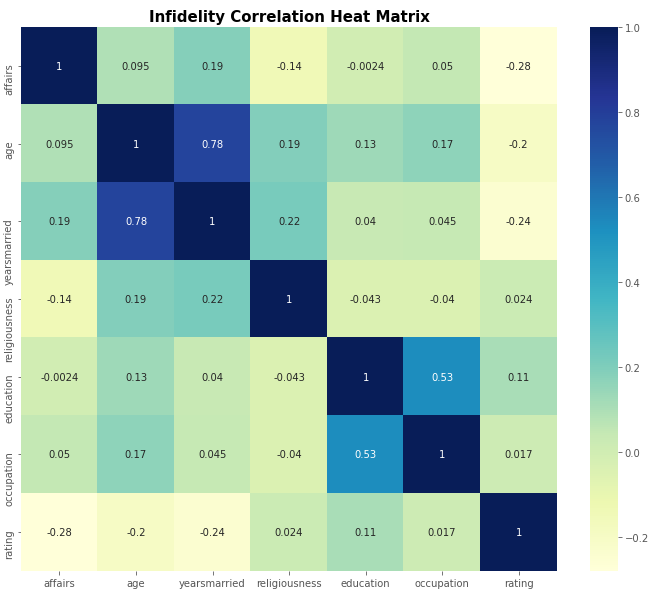 Infidelity Correlation Heat Matrix
affairs 1 0.095 0.19 -0.14 -0.0024 0.05 -0.28
age 0.095 1 0.78 0.19 0.13 0.17 -0.2
yearsmarried 0.19 0.78 1 0.22 0.04 0.045 -0.24
religiousness -0.14 0.19 0.22 1 -0.043 -0.04 0.024
education -0.0024 0.13 0.04 -0.043 1 0.53 0.11
occupation 0.05 0.17 0.045 -0.04 0.53 1 0.017
rating -0.28 -0.2 -0.24 0.024 0.11 0.017 1
affairs age yearsmarried religiousness education occupation rating
1.0
0.8
0.6
0.4
0.2
0.0
−0.2